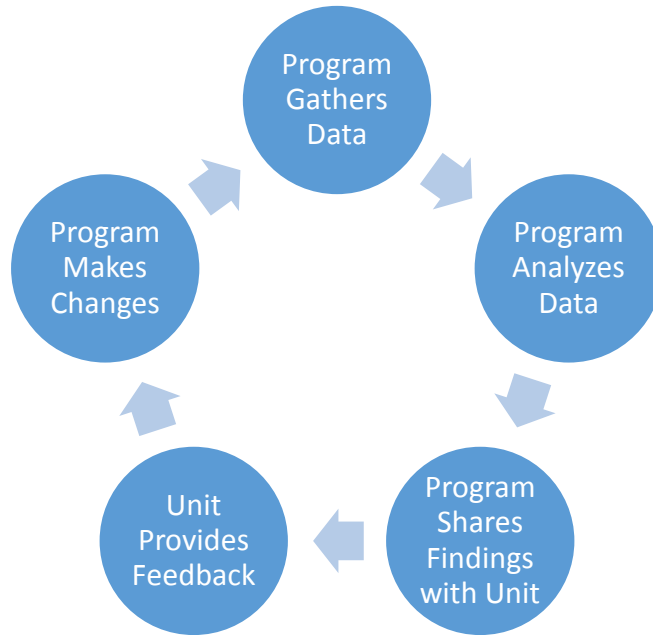 Program
Gathers
Data
Program
Analyzes
Data
Program
Shares
Findings
with Unit
Unit
Provides
Feedback
Program
Makes
Changes